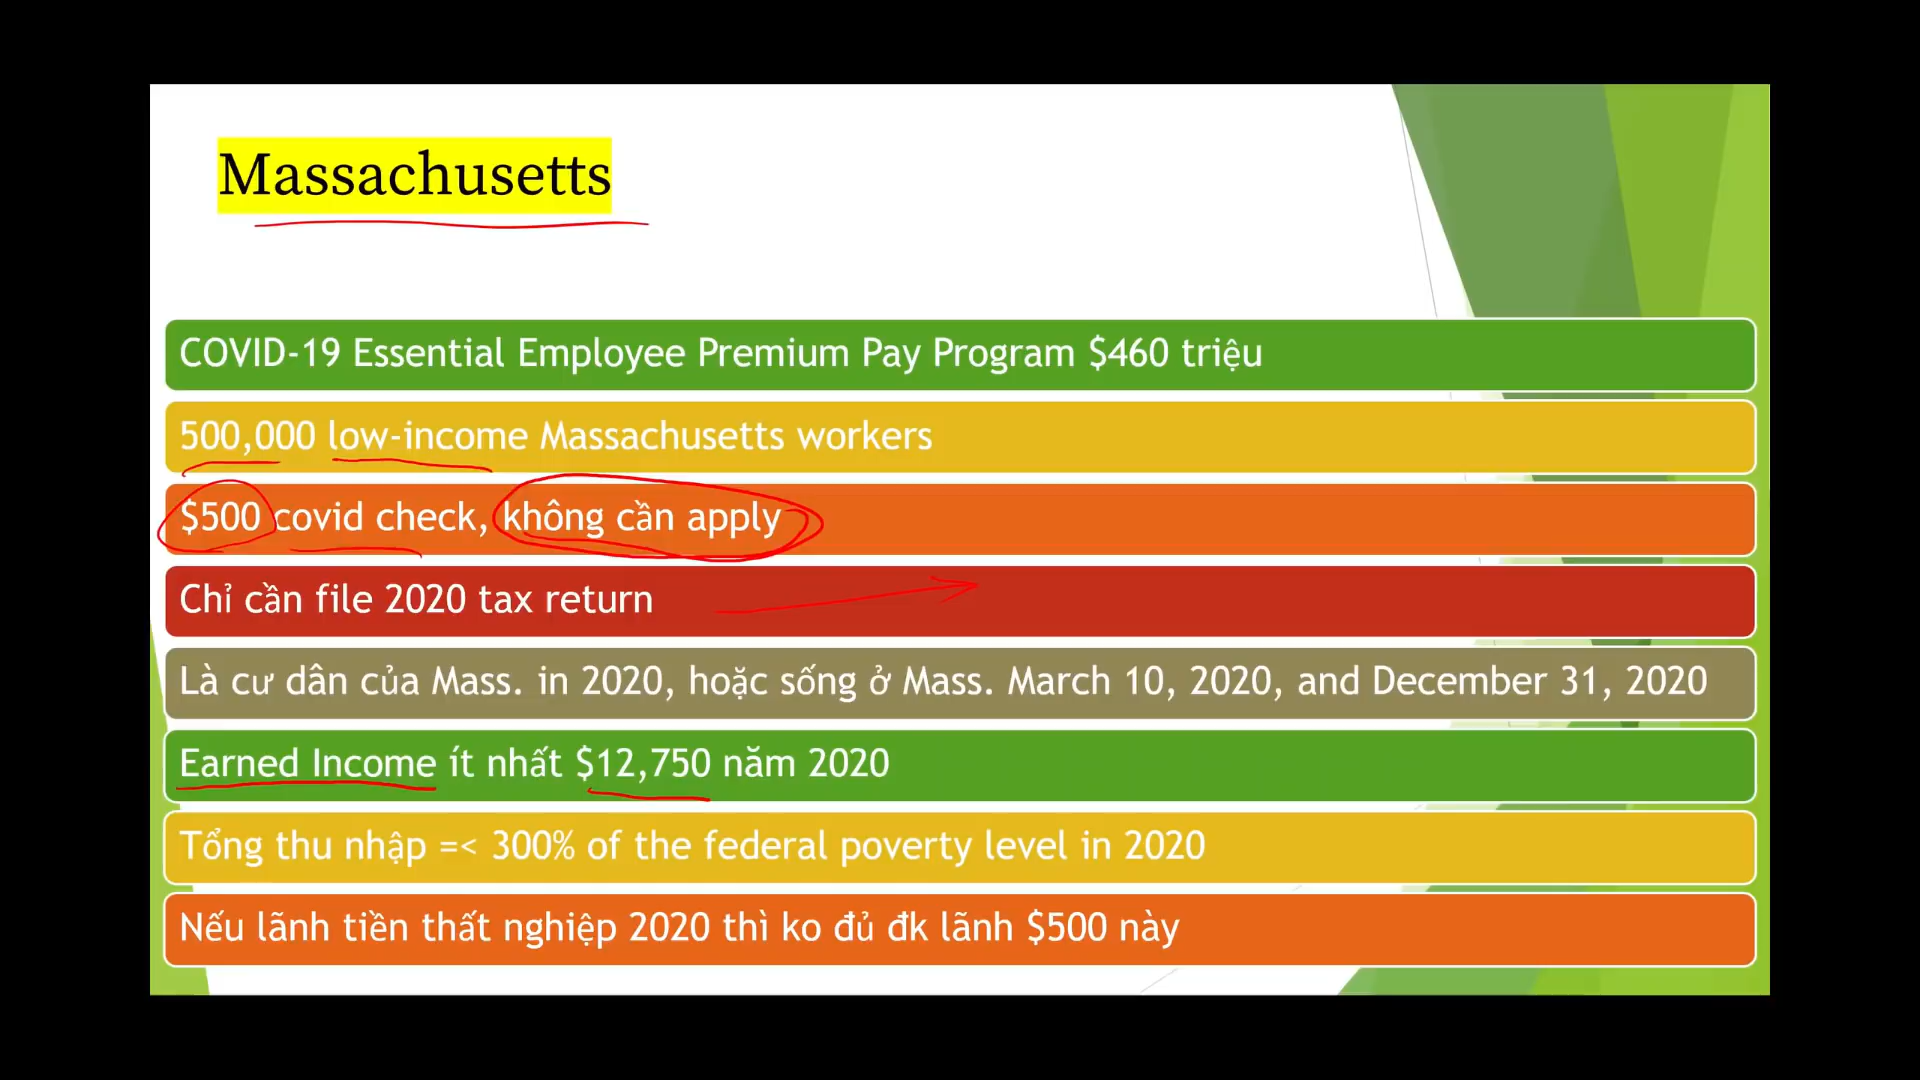 Massachusetts
COVID-19 Essential Employee Premium Pay Program $460 triệu
500,000 low-income Massachusetts workers
$500 covid check, không cần apply
Chỉ cần file 2020 tax return
Là cư dân của Mass. in 2020, hoặc sống ở Mass. March 10, 2020, and December 31, 2020
Earned Income ít nhất $12,750 năm 2020
Tổng thu nhập =< 300% of the federal poverty level in 2020
Nếu lãnh tiền thất nghiệp 2020 thì ko đủ đk lãnh $500 này